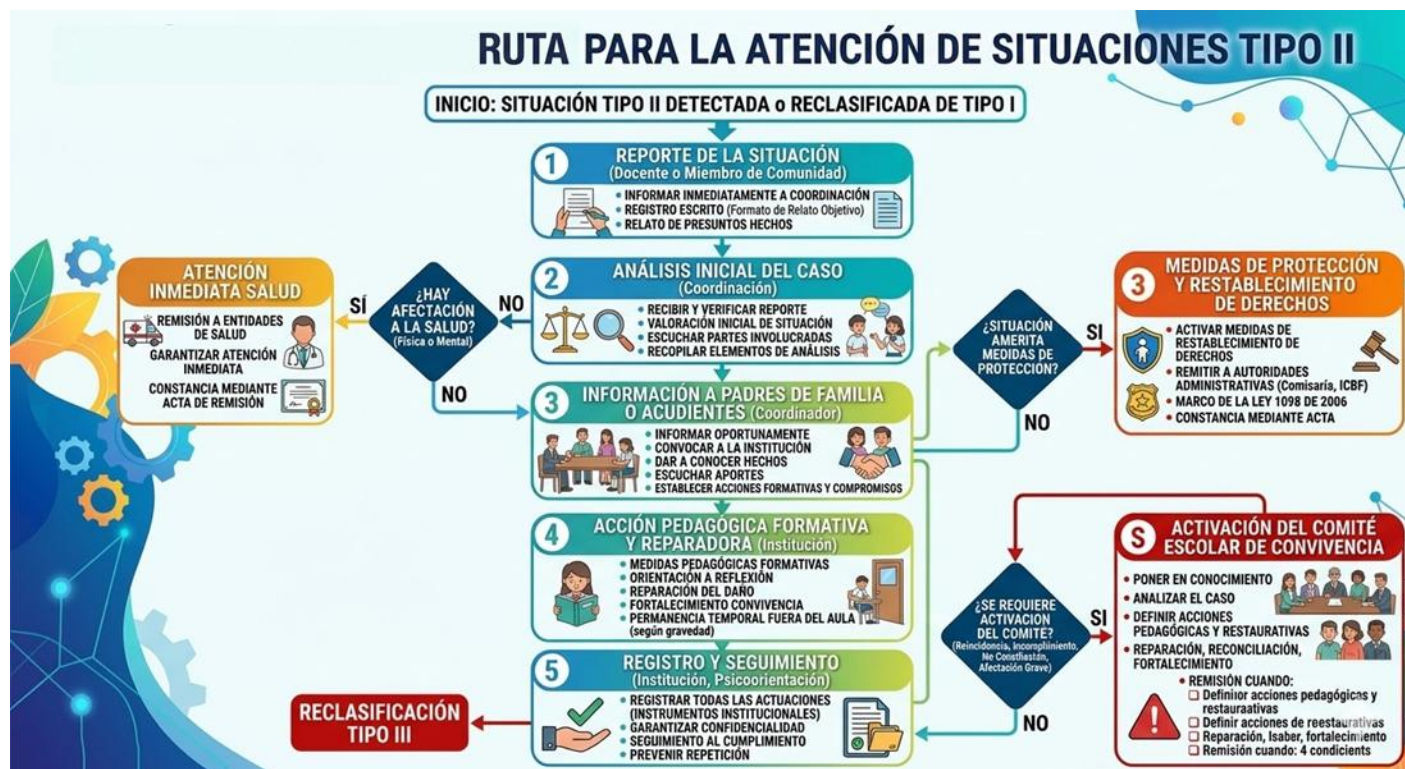 RUTA PARA LA ATENCIÓN DE SITUACIONES TIPO II
INICIO: SITUACIÓN TIPO II DETECTADA o RECLASIFICADA DE TIPO I
1
REPORTE DE LA SITUACIÓN
(Docente o Miembro de Comunidad)
• INFORMAR INMEDIATAMENTE A COORDINACIÓN
• REGISTRO ESCRITO (Formato de Relato Objetivo)
• RELATO DE PRESUNTOS HECHOS
2
ANÁLISIS INICIAL DEL CASO
(Coordinación)
• RECIBIR Y VERIFICAR REPORTE
• VALORACIÓN INICIAL DE SITUACIÓN
• ESCUCHAR PARTES INVOLUCRADAS
• RECOPILAR ELEMENTOS DE ANÁLISIS
NO
¿HAY
AFECTACIÓN
A LA SALUD?
(Física o Mental)
SÍ
NO
ATENCIÓN
INMEDIATA SALUD
• REMISIÓN A ENTIDADES
DE SALUD
GARANTIZAR ATENCIÓN
INMEDIATA
CONSTANCIA MEDIANTE
ACTA DE REMISIÓN
3
INFORMACIÓN A PADRES DE FAMILIA
O ACUDIENTES (Coordinador)
• INFORMAR OPORTUNAMENTE
• CONVOCAR A LA INSTITUCIÓN
• DAR A CONOCER HECHOS
• ESCUCHAR APORTES
• ESTABLECER ACCIONES FORMATIVAS Y COMPROMISOS
¿SITUACIÓN
AMERITA
MEDIDAS DE
PROTECCIÓN?
SI
NO
3
MEDIDAS DE PROTECCIÓN
Y RESTABLECIMIENTO
DE DERECHOS
• ACTIVAR MEDIDAS DE
RESTABLECIMIENTO DE
DERECHOS
• REMITIR A AUTORIDADES
ADMINISTRATIVAS (Comisaría, ICBF)
• MARCO DE LA LEY 1098 DE 2006
• CONSTANCIA MEDIANTE ACTA
4
ACCIÓN PEDAGÓGICA FORMATIVA
Y REPARADORA (Institución)
• MEDIDAS PEDAGÓGICAS FORMATIVAS
• ORIENTACIÓN A REFLEXIÓN
• REPARACIÓN DEL DAÑO
• FORTALECIMIENTO CONVIVENCIA
• PERMANENCIA TEMPORAL FUERA DEL AULA
(según gravedad)
5
REGISTRO Y SEGUIMIENTO
(Institución, Psicoorientación)
• REGISTRAR TODAS LAS ACTUACIONES
(INSTRUMENTOS INSTITUCIONALES)
• GARANTIZAR CONFIDENCIALIDAD
• SEGUIMIENTO AL CUMPLIMIENTO
• PREVENIR REPETICIÓN
RECLASIFICACIÓN
TIPO III
¿SE REQUIERE
ACTIVACION
DEL COMITÉ?
Afectación Grave)
SI
NO
S
ACTIVACIÓN DEL COMITÉ
ESCOLAR DE CONVIVENCIA
• PONER EN CONOCIMIENTO
• ANALIZAR EL CASO
• DEFINIR ACCIONES
PEDAGÓGICAS Y RESTAURATIVAS
• REPARACIÓN, RECONCILIACIÓN,
FORTALECIMIENTO
• REMISIÓN CUANDO:
acciones pedagógicas y
Definir acciones de reestaurativas
Reparación, Isaber, fortalecimiento
Remisión cuando: 4 condicients